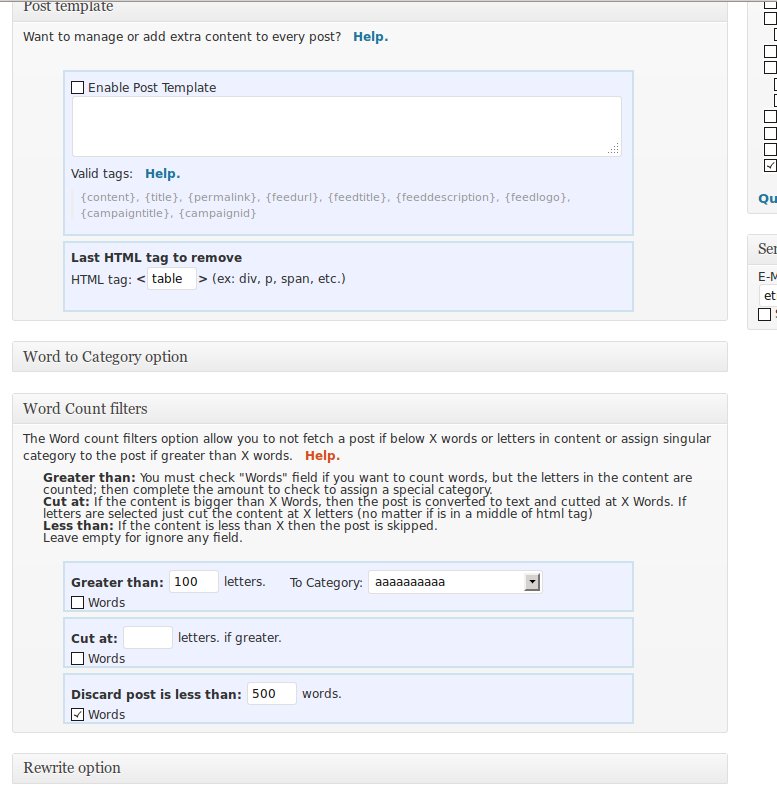 Post template
Want to manage or add extra content to every post? Help.
Enable Post Template
Valid tags: Help.
{content}, {title}, {permalink}, {feedurl}, {feedtitle}, {feeddescription}, {feedlogo},
{campaigntitle}, {campaignid}
Last HTML tag to remove
HTML tag: < table > (ex: div, p, span, etc.)
Word to Category option
Word Count filters
The Word count filters option allow you to not fetch a post if below X words or letters in content or assign singular
category to the post if greater than X words. Help.
Greater than: You must check "Words" field if you want to count words, but the letters in the content are
counted; then complete the amount to check to assign a special category.
Cut at: If the content is bigger than X Words, then the post is converted to text and cutted at X Words. If
letters are selected just cut the content at X letters (no matter if is in a middle of html tag)
Less than: If the content is less than X then the post is skipped.
Leave empty for ignore any field.
Greater than: 100 letters. To Category: aaaaaaaaaa
Words
Cut at: letters. if greater.
Words
Discard post is less than: 500 words.
Words
Rewrite option
Qu
Ser
E-M
et